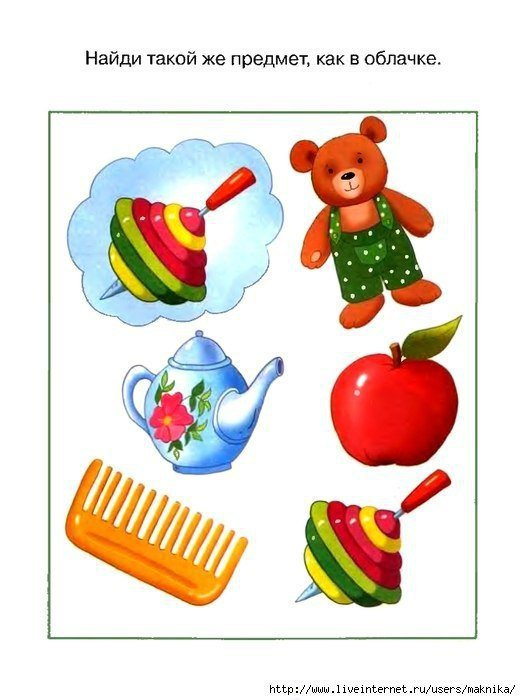 Найди такой же предмет, как в облачке.
http://www.liveinternet.ru/users/maknika/